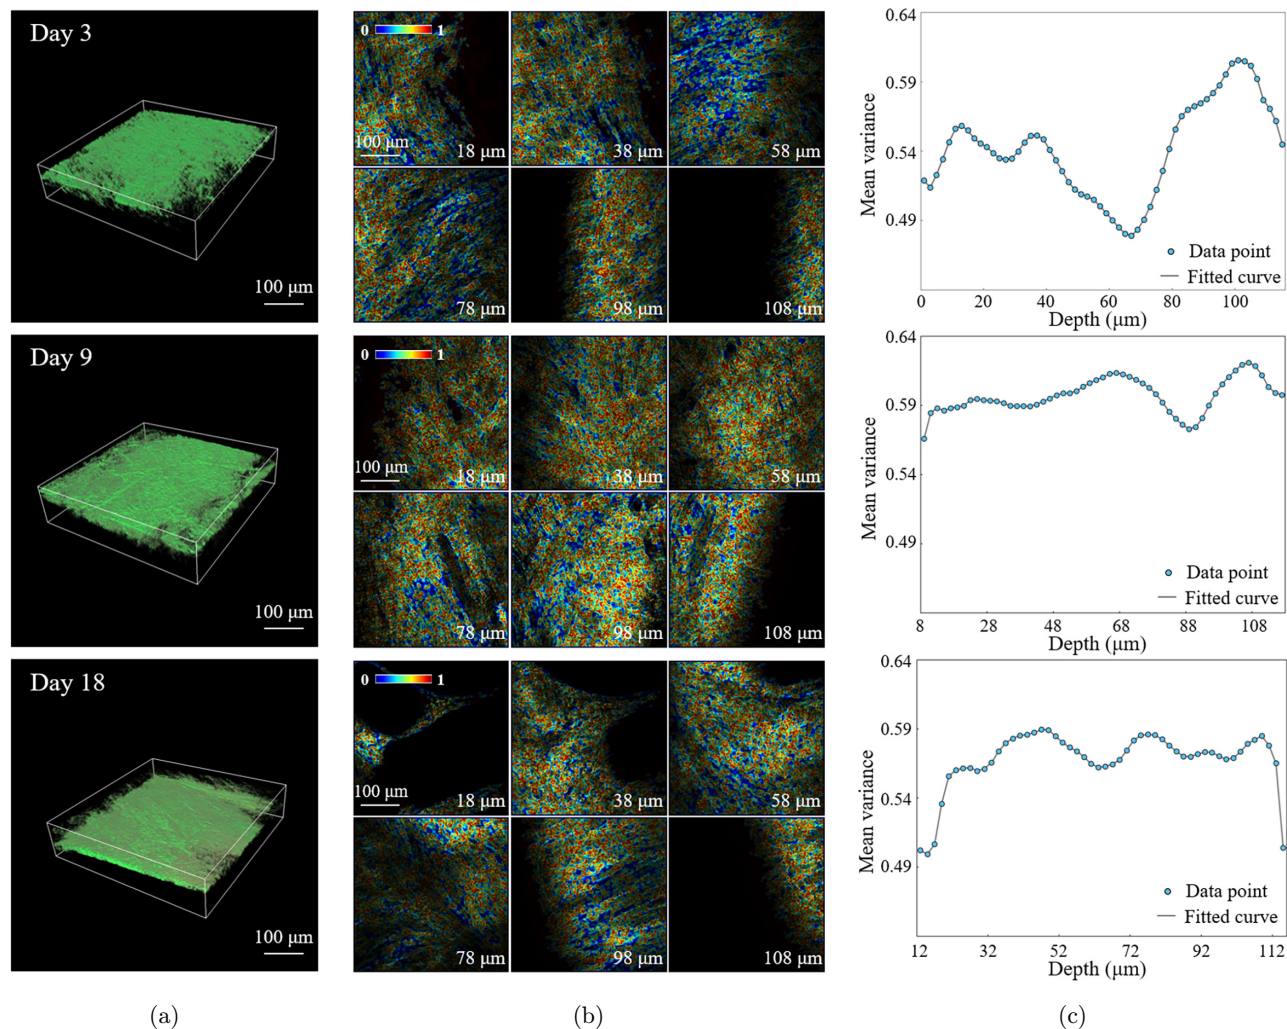 Day 3
100 μm
0 1
100 μm
18 μm
38 μm
58 μm
78 μm
98 μm
108 μm
0.64
0.59
0.54
0.49
Mean variance
Data point
Fitted curve
0 20 40 60 80 100
Depth (μm)
Day 9
100 μm
0 1
100 μm
18 μm
38 μm
58 μm
78 μm
98 μm
108 μm
0.64
0.59
0.54
0.49
Mean variance
Data point
Fitted curve
8 28 48 68 88 108
Depth (μm)
Day 18
100 μm
0 1
100 μm
18 μm
38 μm
58 μm
78 μm
98 μm
108 μm
0.64
0.59
0.54
0.49
Mean variance
Data point
Fitted curve
12 32 52 72 92 112
Depth (μm)
(a) (b) (c)